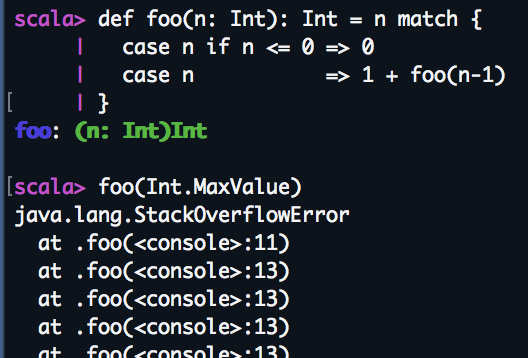 scala> def foo(n: Int): Int = n match {
     |   case n if n <= 0 => 0
     |   case n           => 1 + foo(n-1)
[     | }
foo: (n: Int)Int

[scala> foo(Int.MaxValue)
java.lang.StackOverflowError
  at .foo(<console>:11)
  at .foo(<console>:13)
  at .foo(<console>:13)
  at .foo(<console>:13)
  at .foo(<console>:13)